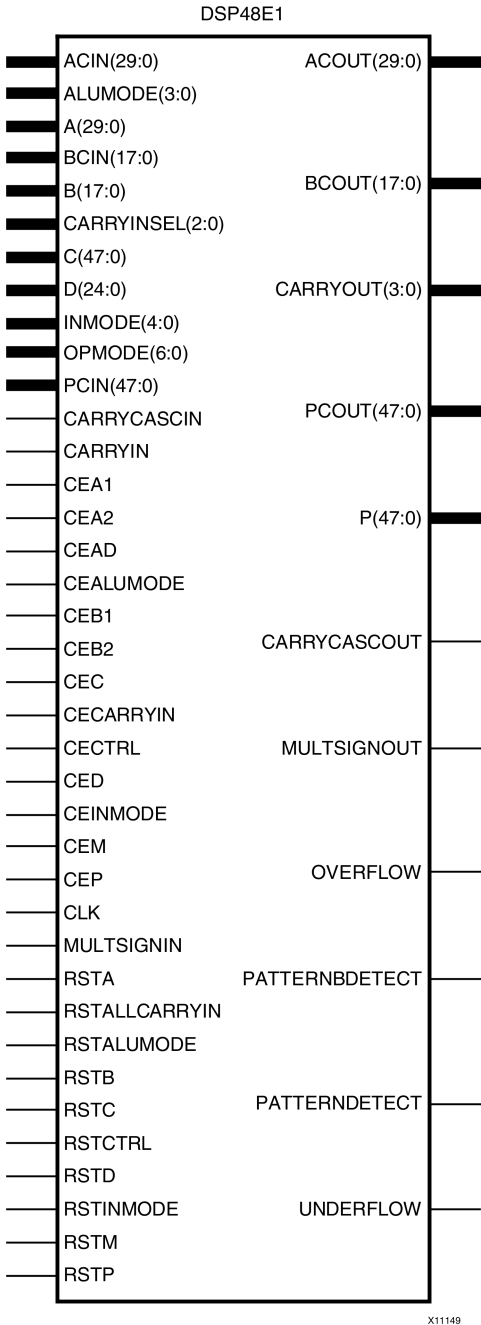 DSP48E1
ACIN(29:0)
ACOUT(29:0)
ALUMODE(3:0)
A(29:0)
BCIN(17:0)
BCOUT(17:0)
B(17:0)
CARRYINSEL(2:0)
C(47:0)
D(24:0)
CARRYOUT(3:0)
INMODE(4:0)
OPMODE(6:0)
PCIN(47:0)
PCOUT(47:0)
CARRYCASCIN
CARRYIN
CEA1
CEA2
P(47:0)
CEAD
CEALUMODE
CEB1
CEB2
CARRYCASCOUT
CEC
CECARRYIN
CECTRL
MULTSIGNOUT
CED
CEINMODE
CEM
CEP
OVERFLOW
CLK
MULTSIGNIN
RSTA
PATTERNBDETECT
RSTALLCARRYIN
RSTALUMODE
RSTB
RSTC
PATTERNDETECT
RSTCTRL
RSTD
RSTINMODE
UNDERFLOW
RSTM
RSTP
X11149